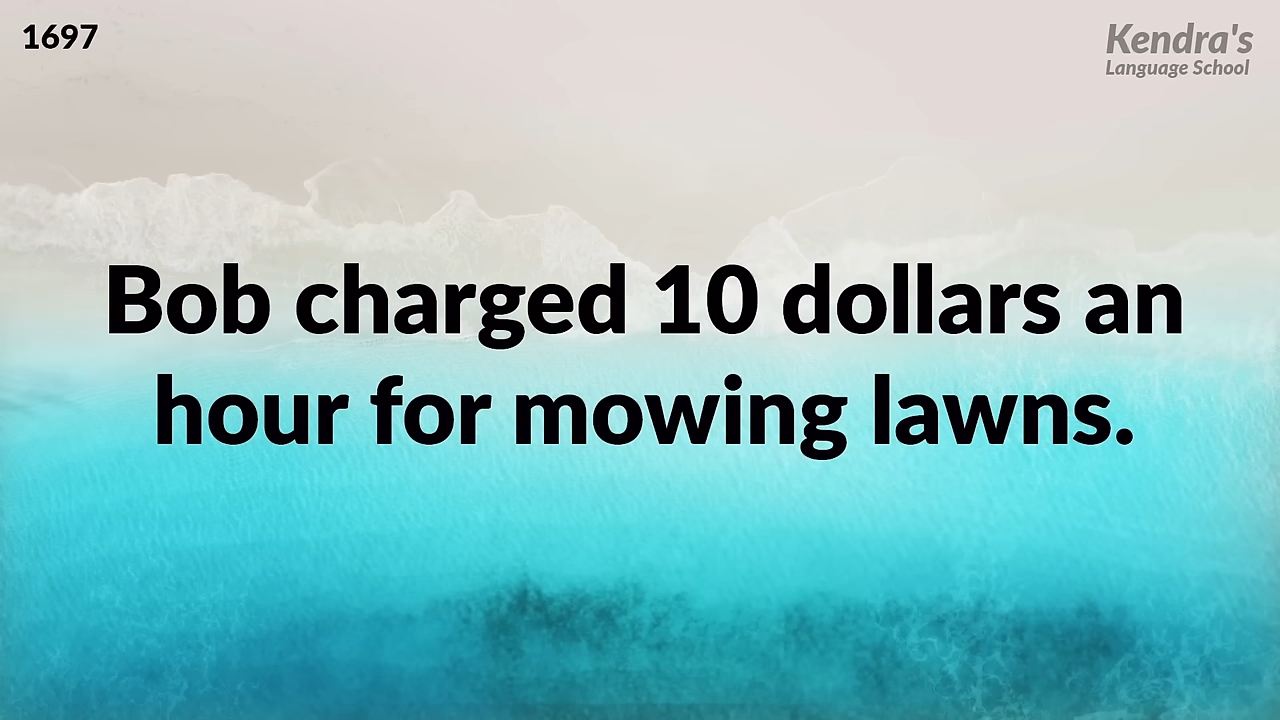 1697
Kendra's
Language School
Bob charged 10 dollars an
hour for mowing lawns.